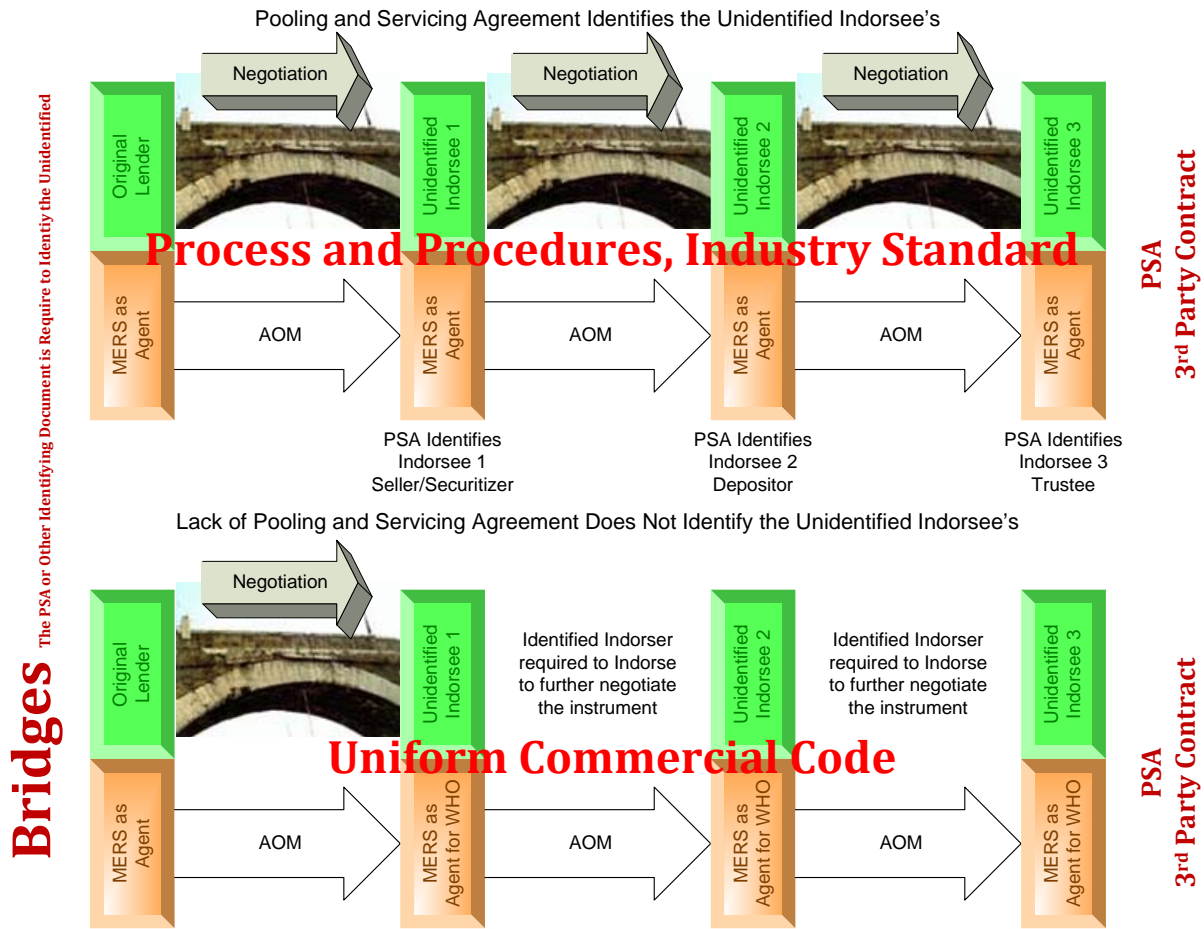 Pooling and Servicing Agreement Identifies the Unidentified Indorsee’s
Negotiation
Negotiation
Negotiation
Original
Lender
Unidentified
Indorsee 1
Unidentified
Indorsee 2
Unidentified
Indorsee 3
Process and Procedures, Industry Standard
MERS as
Agent
AOM
MERS as
Agent
AOM
MERS as
Agent
AOM
MERS as
Agent
PSA
3rd Party Contract
PSA Identifies
Indorsee 1
Seller/Securitizer
PSA Identifies
Indorsee 2
Depositor
PSA Identifies
Indorsee 3
Trustee
Bridges The PSA or Other Identifying Document is Require to Identiy the Unidentified
Lack of Pooling and Servicing Agreement Does Not Identify the Unidentified Indorsee’s
Negotiation
Original
Lender
Unidentified
Indorsee 1
Identified Indorser
required to Indorse
to further negotiate
the instrument
Unidentified
Indorsee 2
Identified Indorser
required to Indorse
to further negotiate
the instrument
Unidentified
Indorsee 3
Uniform Commercial Code
MERS as
Agent
AOM
MERS as
Agent for WHO
AOM
MERS as
Agent for WHO
AOM
MERS as
Agent for WHO
PSA
3rd Party Contract